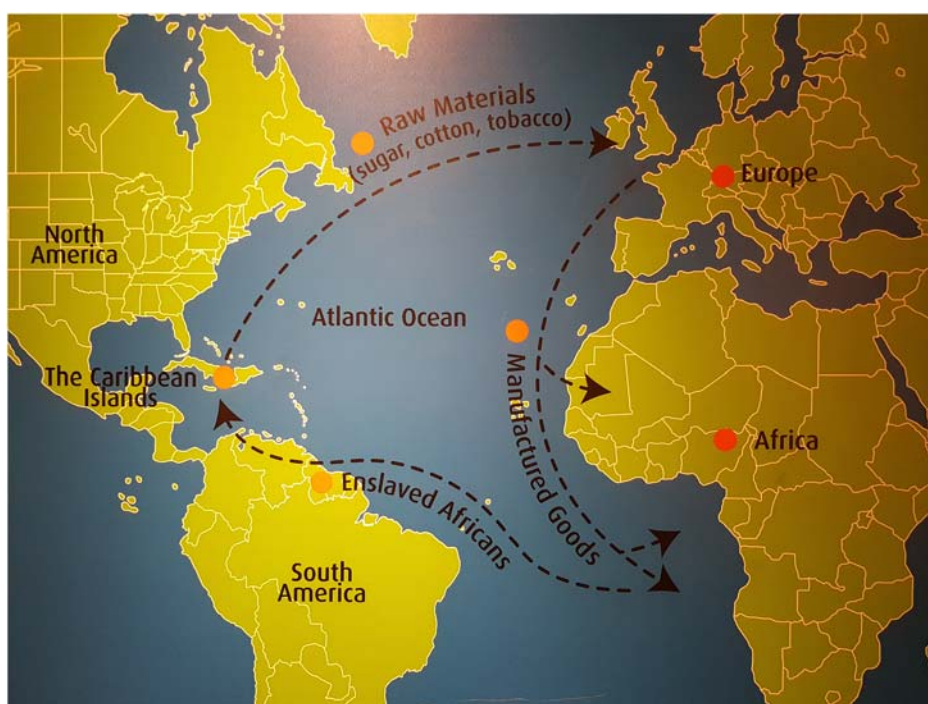 Raw Materials
(sugar, cotton, tobacco)
Europe
North
America
Atlantic Ocean
The Caribbean
Islands
Manufactured Goods
Africa
Enslaved Africans
South
America